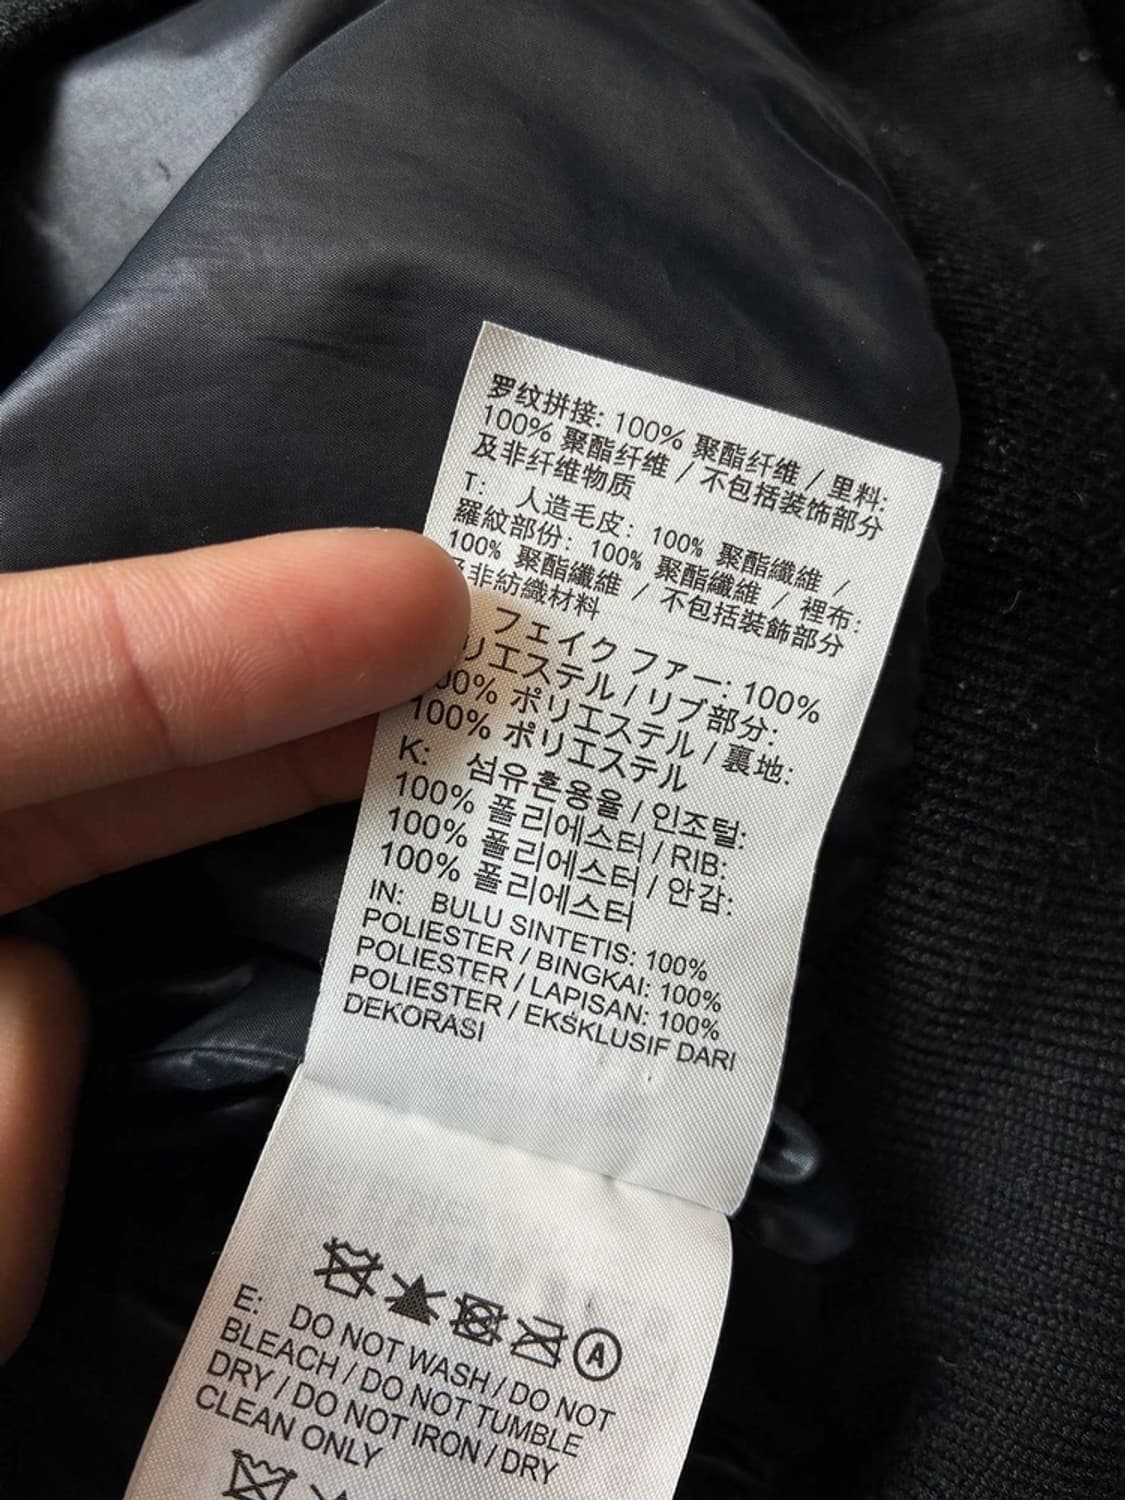 罗纹拼接: 100% 聚酯纤维 / 里料:
100% 聚酯纤维 / 不包括装饰部分
及非纤维物质
T: 人造毛皮: 100% 聚酯纖維 /
羅紋部份: 100% 聚酯纖維 / 裡布:
100% 聚酯纖維 / 不包括裝飾部分
非紡織材料
フェイク ファー: 100%
リエステル / リブ部分:
00% ポリエステル / 裏地:
100% ポリエステル
K: 섬유혼용율 / 인조털:
100% 폴리에스터 / RIB:
100% 폴리에스터 / 안감:
100% 폴리에스터
IN: BULU SINTETIS: 100%
POLIESTER / BINGKAI: 100%
POLIESTER / LAPISAN: 100%
POLIESTER / EKSKLUSIF DARI
DEKORASI
A
E: DO NOT WASH / DO NOT
BLEACH / DO NOT TUMBLE
DRY / DO NOT IRON / DRY
CLEAN ONLY